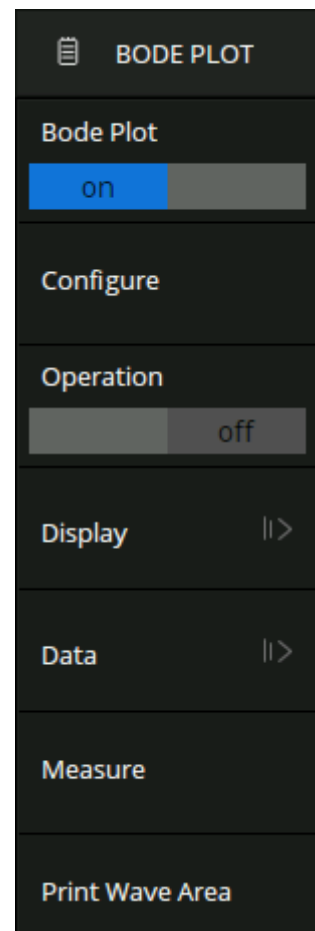 BODE PLOT
Bode Plot
on
Configure
Operation
off
Display
Data
Measure
Print Wave Area